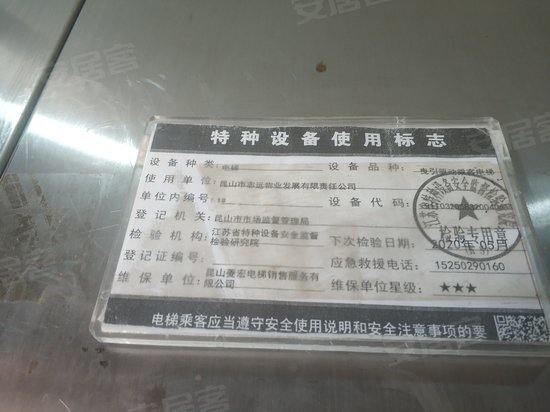 安居客
安居客
特种设备使用标志
设备种类：电梯 设备品种：曳引驱动乘客电梯
使用单位：昆山市志远物业发展有限责任公司
单位内编号：1# 设备代码：
登记机关：昆山市市场监督管理局
检验机构：江苏省特种设备安全监督检验研究院 下次检验日期：2020年05月
登记证编号： 应急救援电话：15250290160
维保单位：昆山菱宏电梯销售服务有限公司 维保单位星级：★★★
检验专用章
电梯乘客应当遵守安全使用说明和安全注意事项的要